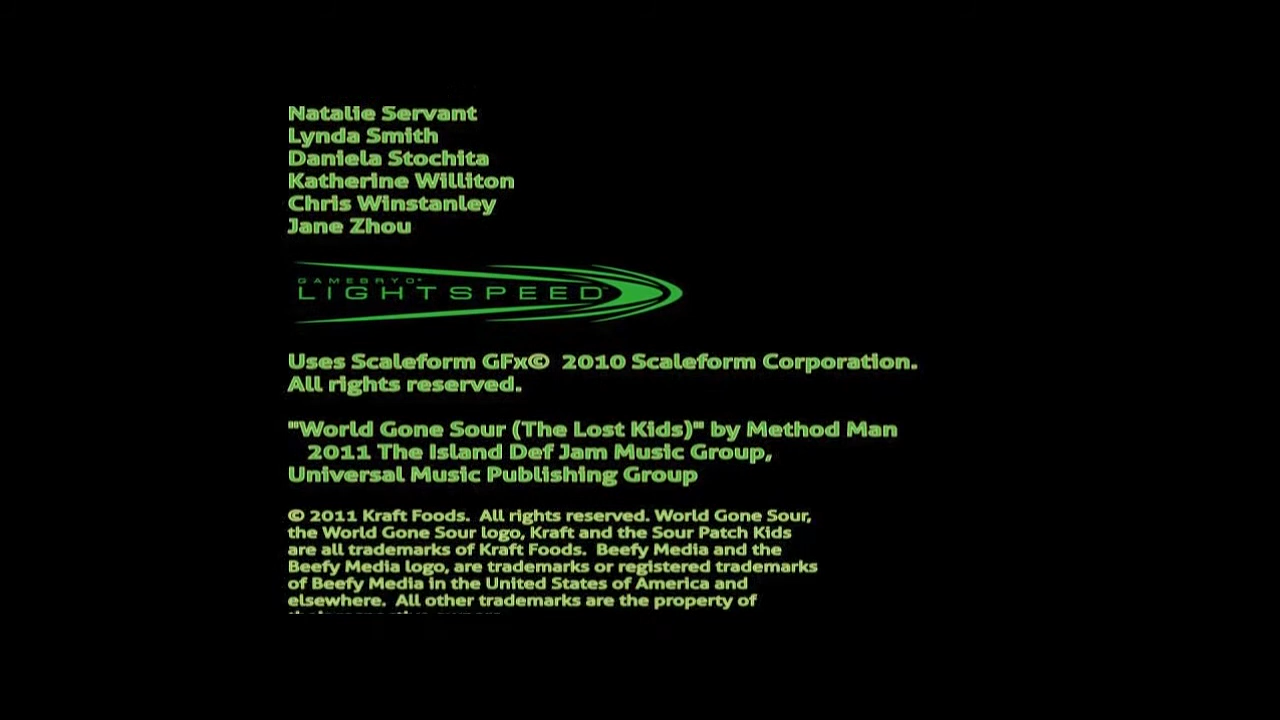 Natalie Servant
Lynda Smith
Daniela Stochita
Katherine Williton
Chris Winstanley
Jane Zhou
GAMEBRYO®
LIGHTSPEED™
Uses Scaleform GFx© 2010 Scaleform Corporation.
All rights reserved.
"World Gone Sour (The Lost Kids)" by Method Man
2011 The Island Def Jam Music Group,
Universal Music Publishing Group
© 2011 Kraft Foods. All rights reserved. World Gone Sour,
the World Gone Sour logo, Kraft and the Sour Patch Kids
are all trademarks of Kraft Foods. Beefy Media and the
Beefy Media logo, are trademarks or registered trademarks
of Beefy Media in the United States of America and
elsewhere. All other trademarks are the property of